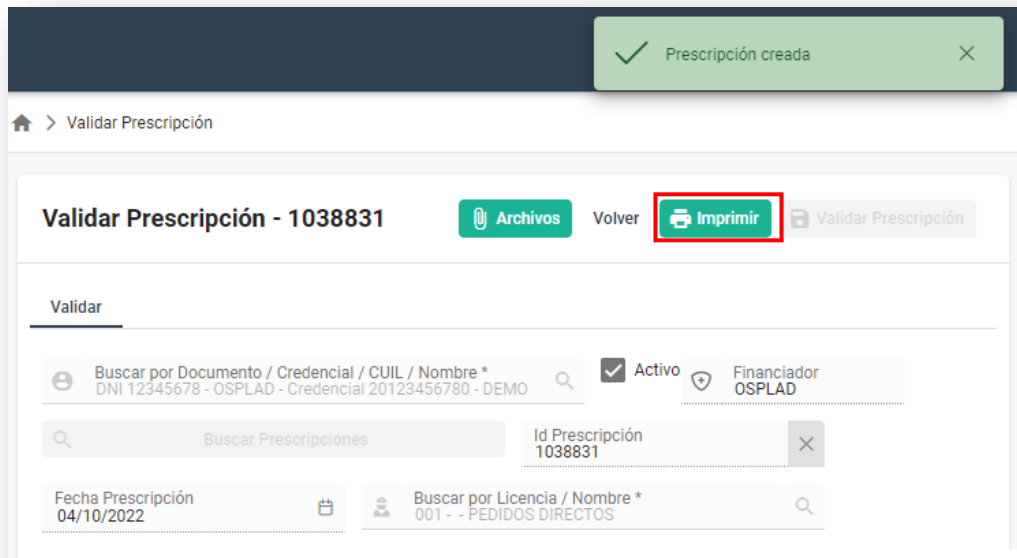 Prescripción creada
Validar Prescripción
Validar Prescripción - 1038831
Archivos
Volver
Imprimir
Validar Prescripción
Validar
Buscar por Documento / Credencial / CUIL / Nombre *
DNI 12345678 - OSPLAD - Credencial 20123456780 - DEMO
Activo
Financiador
OSPLAD
Buscar Prescripciones
Id Prescripción
1038831
Fecha Prescripción
04/10/2022
Buscar por Licencia / Nombre *
001 - - PEDIDOS DIRECTOS